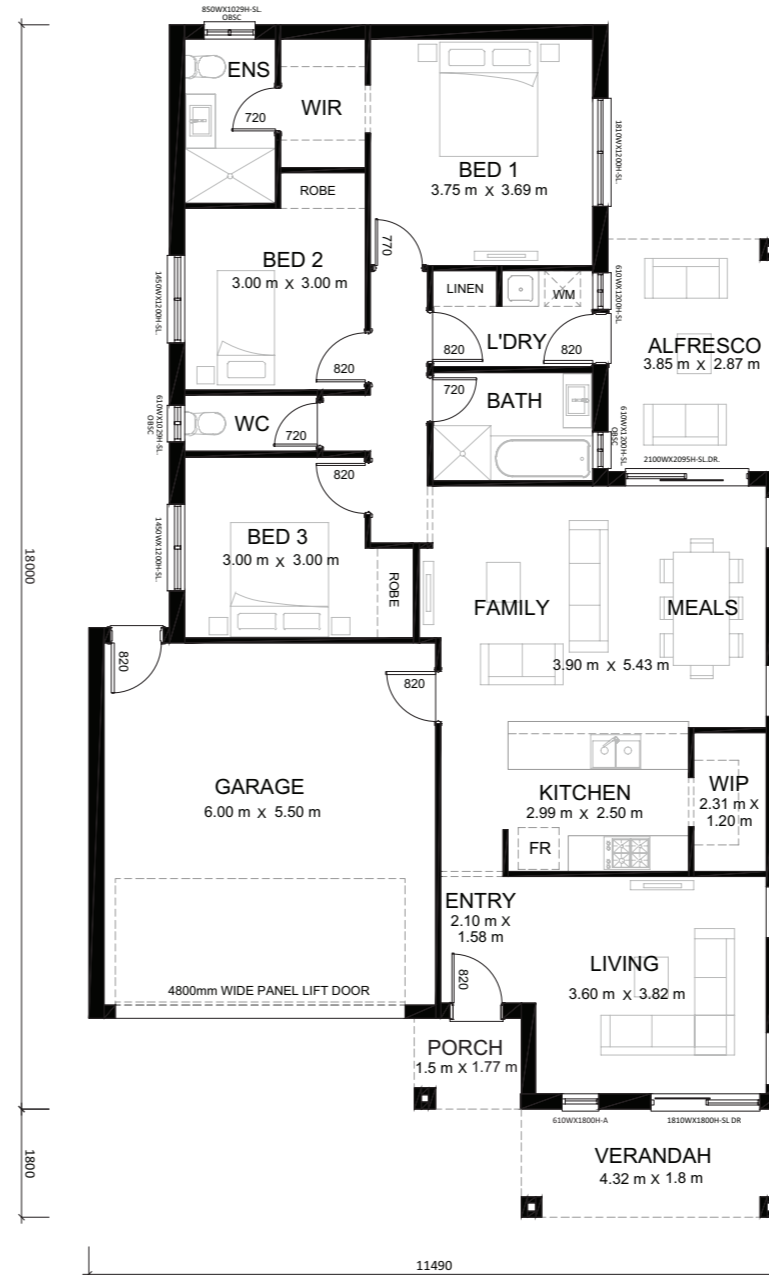 850WX1029H-SL.
OBSC
ENS
720
WIR
ROBE
BED 1
3.75 m X 3.69 m
1810WX1200H-SL.
770
BED 2
3.00 m X 3.00 m
1450WX1200H-SL.
820
LINEN
WM
610WX1200H-SL.
820
L'DRY
820
ALFRESCO
3.85 m X 2.87 m
WC
720
610WX1029H-SL.
OBSC
720
BATH
610WX1200H-SL.
OBSC
2100WX2095H-SL.DR.
820
BED 3
3.00 m X 3.00 m
1450WX1200H-SL.
ROBE
FAMILY
MEALS
3.90 m X 5.43 m
18000
820
820
GARAGE
6.00 m X 5.50 m
KITCHEN
2.99 m X 2.50 m
WIP
2.31 m X
1.20 m
FR
ENTRY
2.10 m X
1.58 m
820
LIVING
3.60 m X 3.82 m
4800mm WIDE PANEL LIFT DOOR
PORCH
1.5 m X 1.77 m
610WX1800H-A
1810WX1800H-SL DR
1800
VERANDAH
4.32 m X 1.8 m
11490